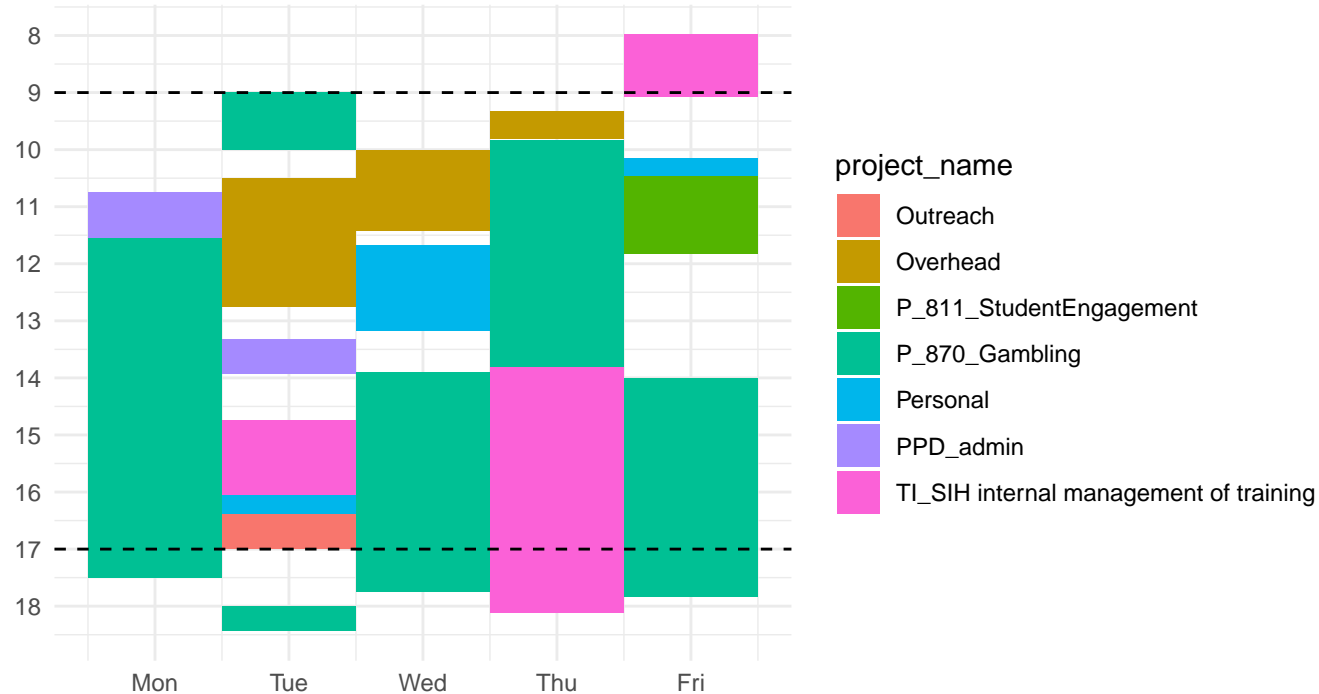 8
9
10
11
12
13
14
15
16
17
18
Mon Tue Wed Thu Fri
project_name
Outreach
Overhead
P_811_StudentEngagement
P_870_Gambling
Personal
PPD_admin
TI_SIH internal management of training